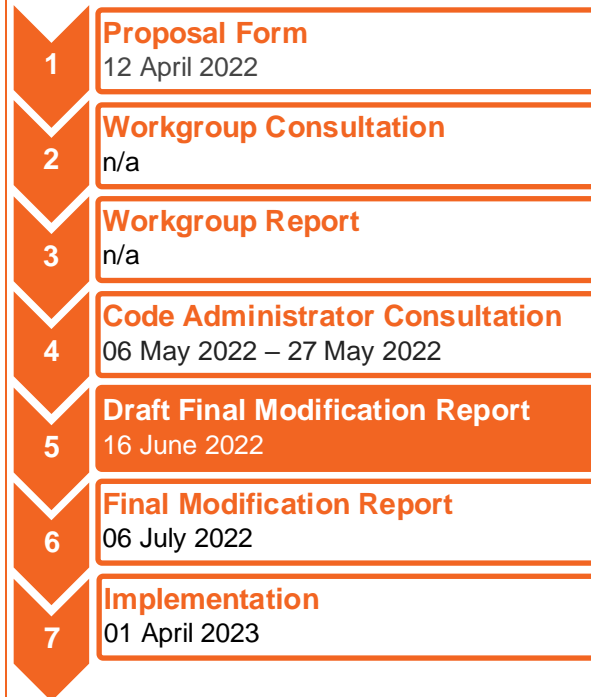 1
Proposal Form
12 April 2022
2
Workgroup Consultation
n/a
3
Workgroup Report
n/a
4
Code Administrator Consultation
06 May 2022 – 27 May 2022
5
Draft Final Modification Report
16 June 2022
6
Final Modification Report
06 July 2022
7
Implementation
01 April 2023